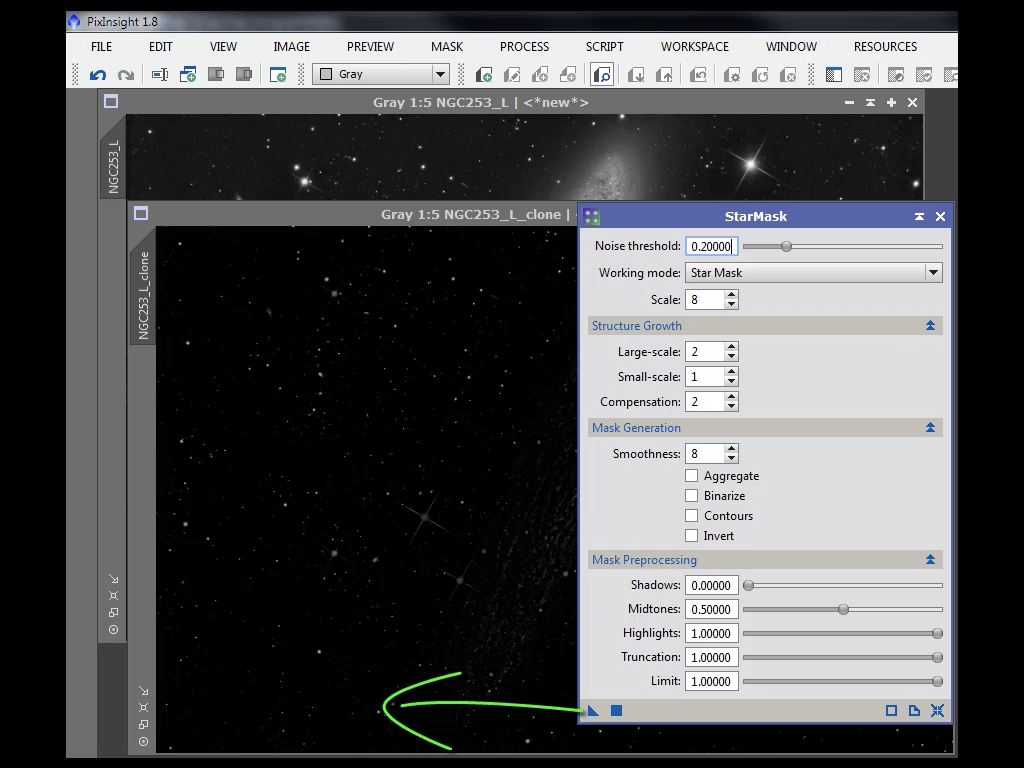 PixInsight 1.8
FILE EDIT VIEW IMAGE PREVIEW MASK PROCESS SCRIPT WORKSPACE WINDOW RESOURCES
Gray
Gray 1:5 NGC253_L | <*new*>
NGC253_L
Gray 1:5 NGC253_L_clone |
NGC253_L_clone
StarMask
Noise threshold: 0.20000
Working mode: Star Mask
Scale: 8
Structure Growth
Large-scale: 2
Small-scale: 1
Compensation: 2
Mask Generation
Smoothness: 8
Aggregate
Binarize
Contours
Invert
Mask Preprocessing
Shadows: 0.00000
Midtones: 0.50000
Highlights: 1.00000
Truncation: 1.00000
Limit: 1.00000